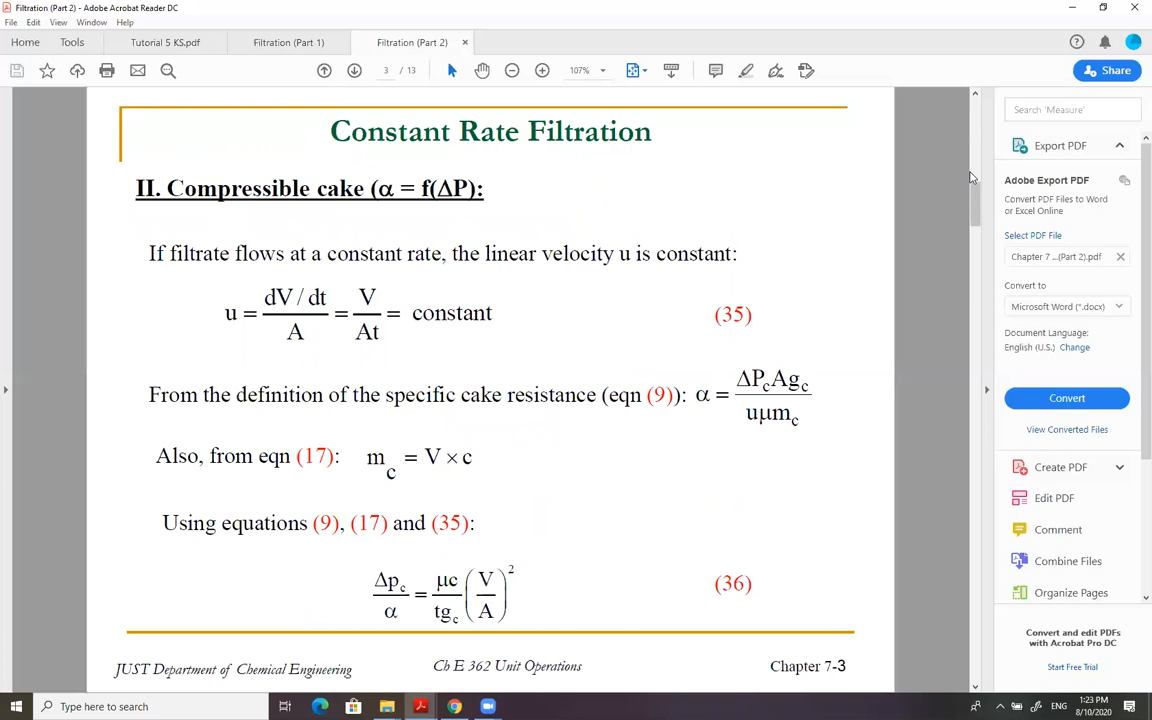 Filtration (Part 2) - Adobe Acrobat Reader DC
File Edit View Window Help
Home Tools Tutorial 5 KS.pdf Filtration (Part 1) Filtration (Part 2) ×
3 / 13 107%
Share
Constant Rate Filtration
II. Compressible cake (α = f(ΔP):
If filtrate flows at a constant rate, the linear velocity u is constant:
u = (dV / dt) / A = V / At = constant (35)
From the definition of the specific cake resistance (eqn (9)): α = ΔP_c A g_c / uμm_c
Also, from eqn (17): m_c = V × c
Using equations (9), (17) and (35):
Δp_c / α = μc / tg_c (V / A)^2 (36)
JUST Department of Chemical Engineering Ch E 362 Unit Operations Chapter 7-3
Search 'Measure'
Export PDF
Adobe Export PDF
Convert PDF Files to Word
or Excel Online
Select PDF File
Chapter 7 ...(Part 2).pdf ×
Convert to
Microsoft Word (*.docx)
Document Language:
English (U.S.) Change
Convert
View Converted Files
Create PDF
Edit PDF
Comment
Combine Files
Organize Pages
Convert and edit PDFs
with Acrobat Pro DC
Start Free Trial
Type here to search
ENG
1:23 PM
8/10/2020